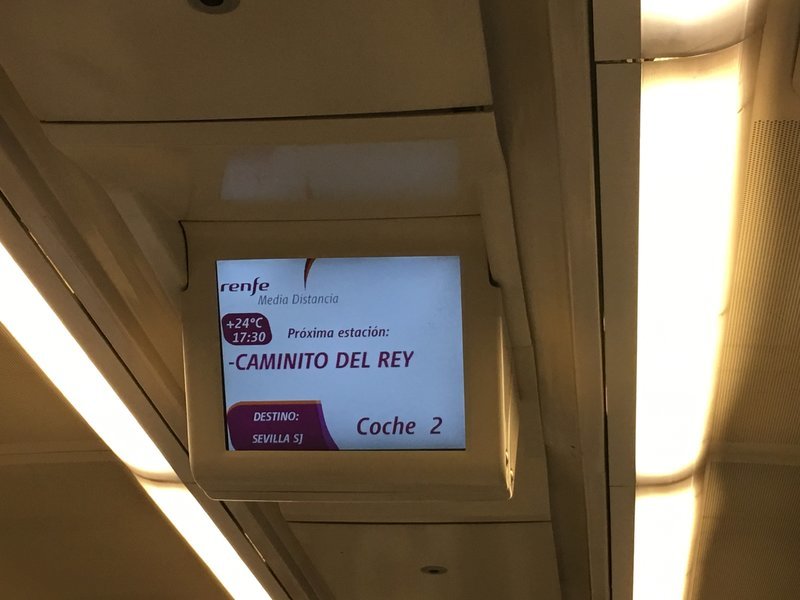 renfe
Media Distancia
+24°C
17:30
Próxima estación:
-CAMINITO DEL REY
DESTINO:
SEVILLA SJ
Coche 2